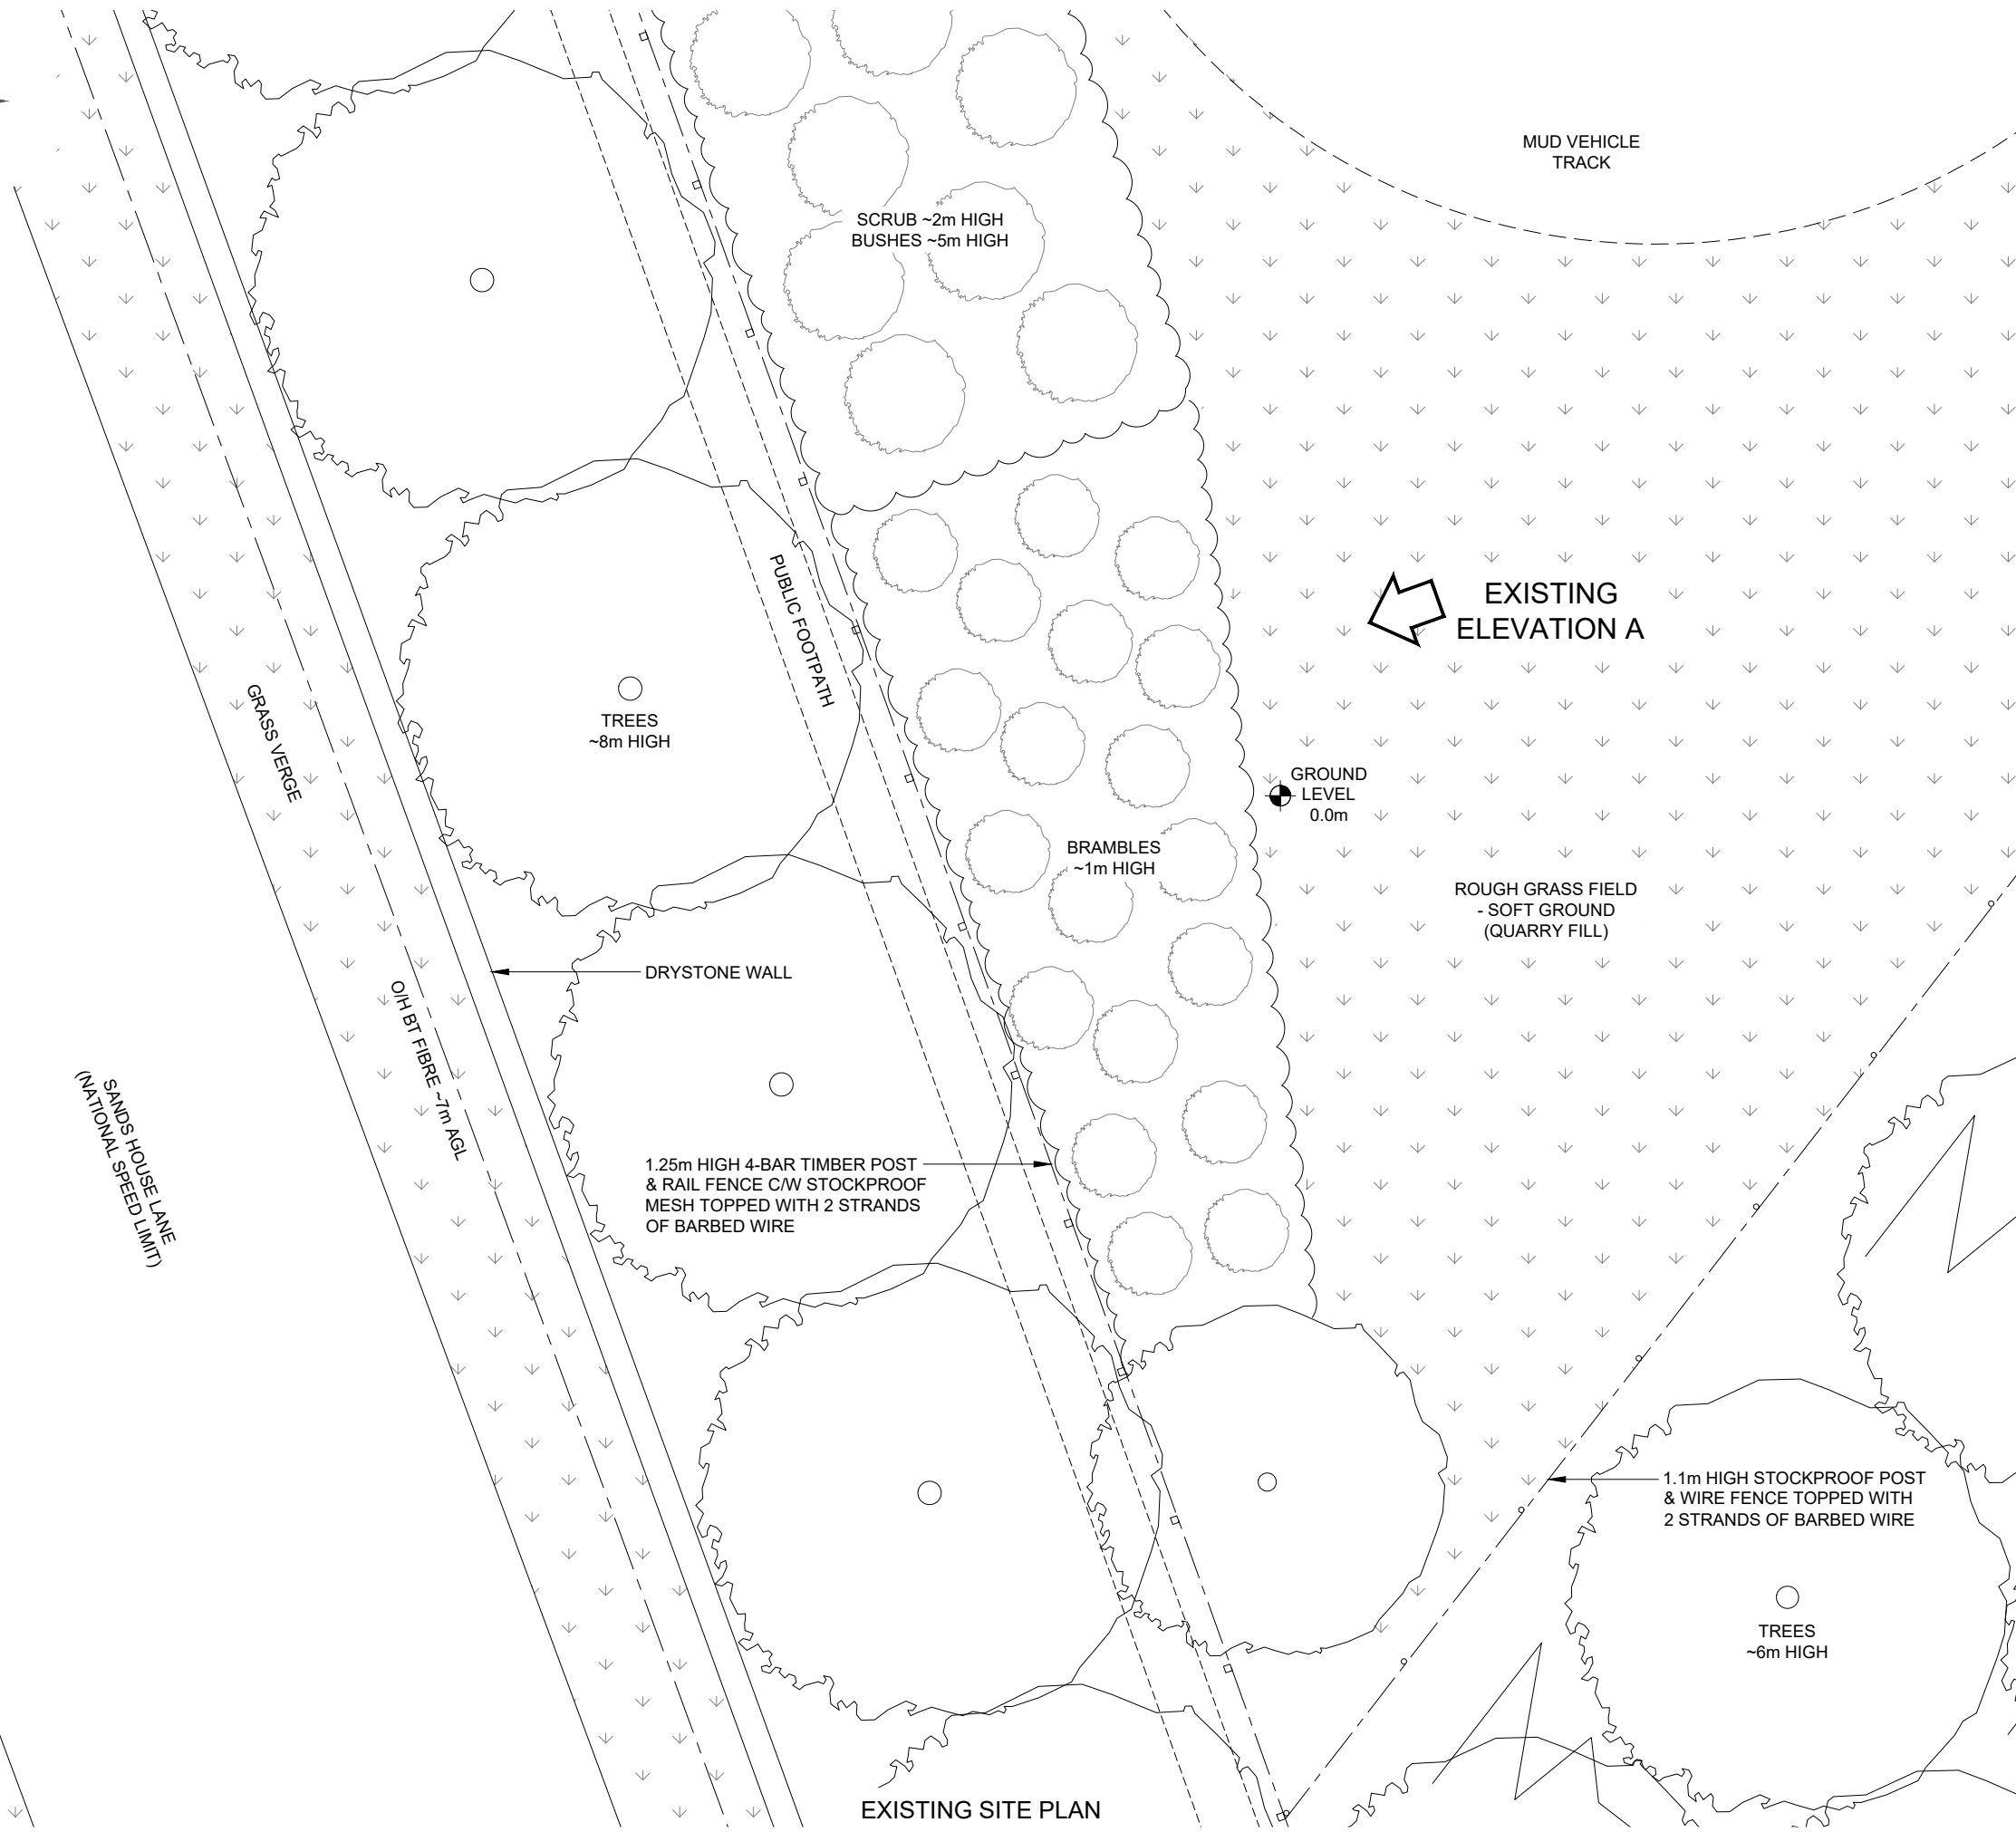 MUD VEHICLE
TRACK
SCRUB ~2m HIGH
BUSHES ~5m HIGH
PUBLIC FOOTPATH
EXISTING
ELEVATION A
TREES
~8m HIGH
GRASS VERGE
GROUND
LEVEL
0.0m
BRAMBLES
~1m HIGH
ROUGH GRASS FIELD
- SOFT GROUND
(QUARRY FILL)
DRYSTONE WALL
O/H BT FIBRE ~7m AGL
SANDS HOUSE LANE
(NATIONAL SPEED LIMIT)
1.25m HIGH 4-BAR TIMBER POST
& RAIL FENCE C/W STOCKPROOF
MESH TOPPED WITH 2 STRANDS
OF BARBED WIRE
1.1m HIGH STOCKPROOF POST
& WIRE FENCE TOPPED WITH
2 STRANDS OF BARBED WIRE
TREES
~6m HIGH
EXISTING SITE PLAN